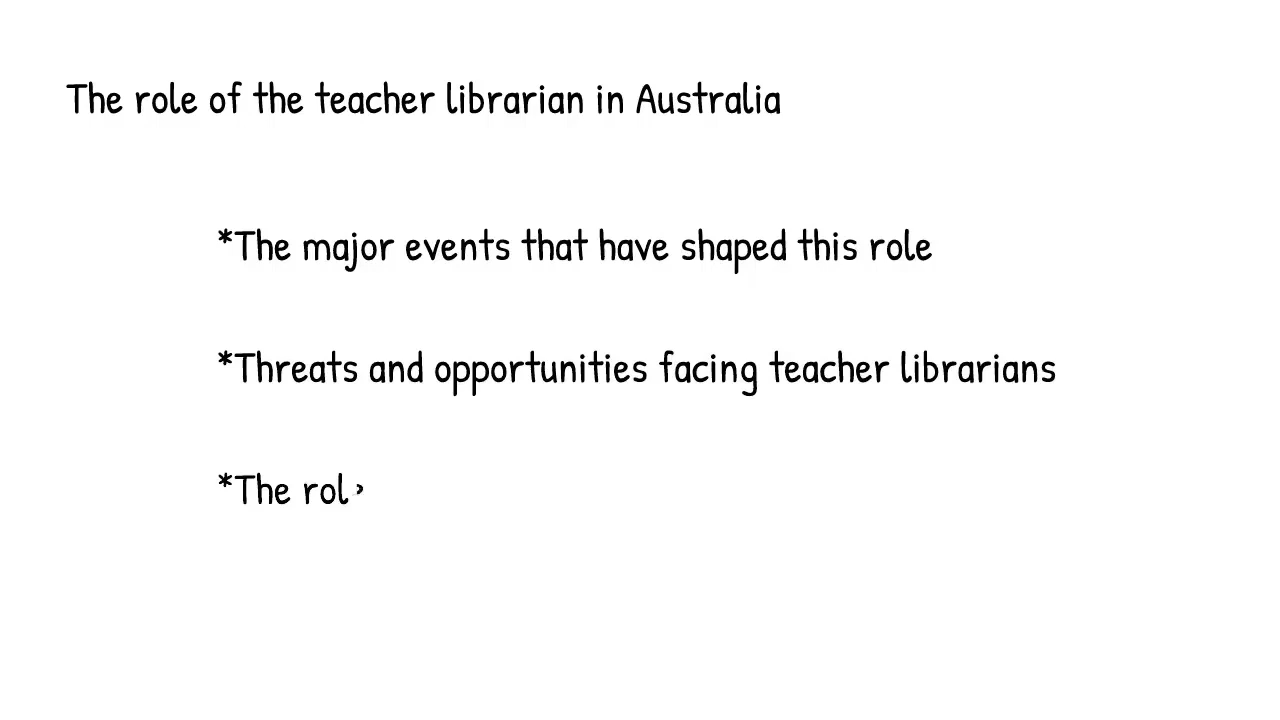 The role of the teacher librarian in Australia
*The major events that have shaped this role
*Threats and opportunities facing teacher librarians
*The rol